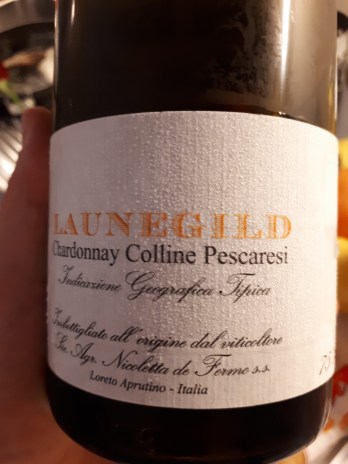 LAUNEGILD
Chardonnay Colline Pescaresi
Indicazione Geografica Tipica
Imbottigliato all'origine dal viticoltore
Soc. Agr. Nicoletta de Fermo s.s.
Loreto Aprutino - Italia